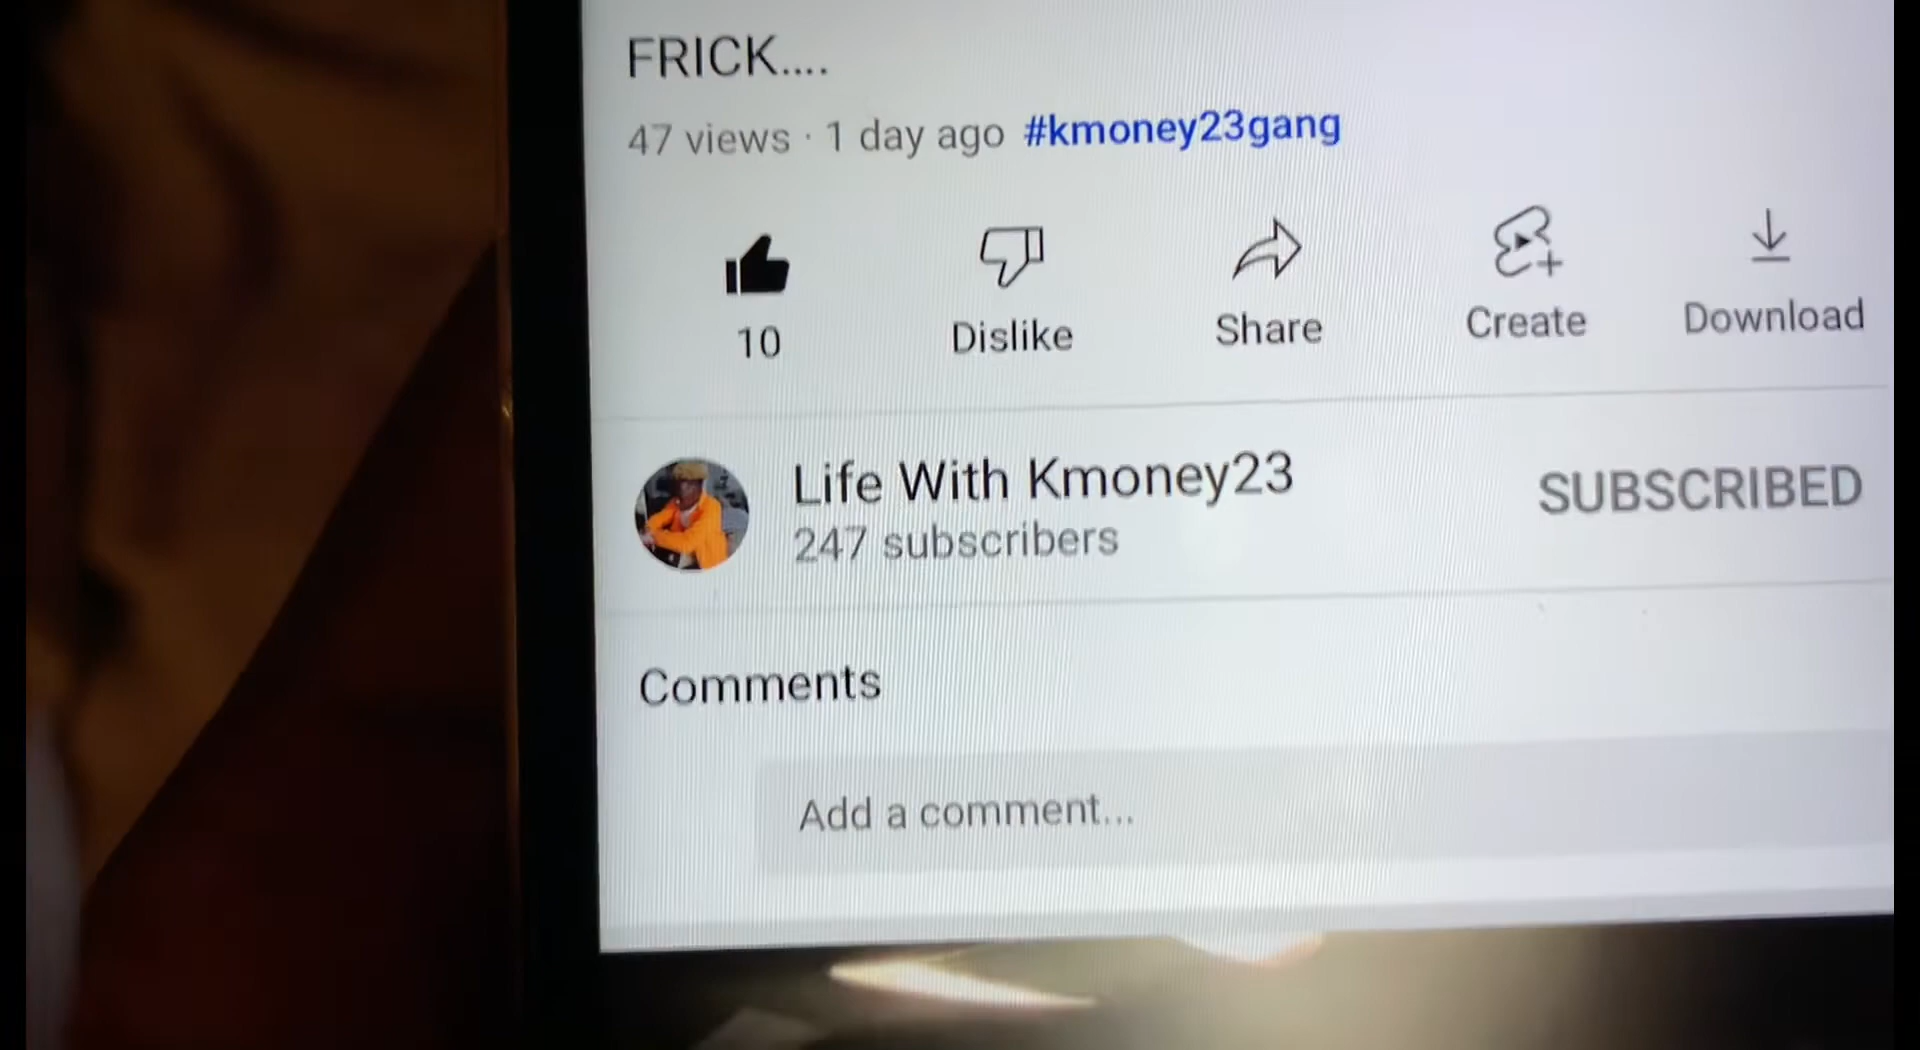 FRICK....
47 views · 1 day ago #kmoney23gang
10 Dislike Share Create Download
Life With Kmoney23
247 subscribers
SUBSCRIBED
Comments
Add a comment...